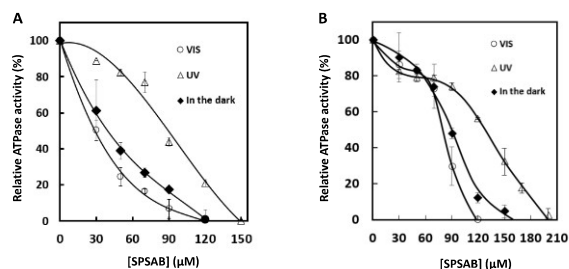 A
Relative ATPase activity (%)
100
80
60
40
20
0
VIS
UV
In the dark
0 30 60 90 120 150
[SPSAB] (μM)
B
Relative ATPase activity (%)
100
80
60
40
20
0
VIS
UV
In the dark
0 30 60 90 120 150 180 210
[SPSAB] (μM)